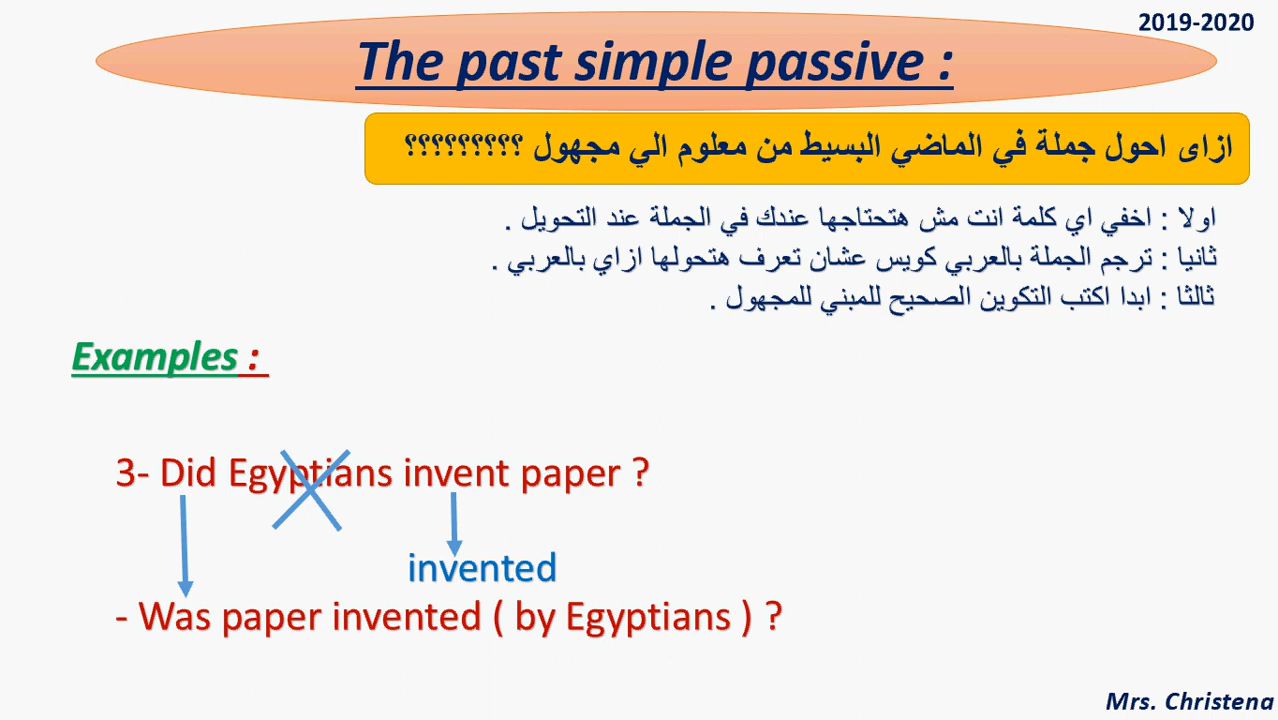 2019-2020
The past simple passive :
ازاى احول جملة في الماضي البسيط من معلوم الي مجهول ؟؟؟؟؟؟؟؟؟
اولا : اخفي اي كلمة انت مش هتحتاجها عندك في الجملة عند التحويل .
ثانيا : ترجم الجملة بالعربي كويس عشان تعرف هتحولها ازاي بالعربي .
ثالثا : ابدا اكتب التكوين الصحيح للمبني للمجهول .
Examples :
3- Did Egyptians invent paper ?
invented
- Was paper invented ( by Egyptians ) ?
Mrs. Christena